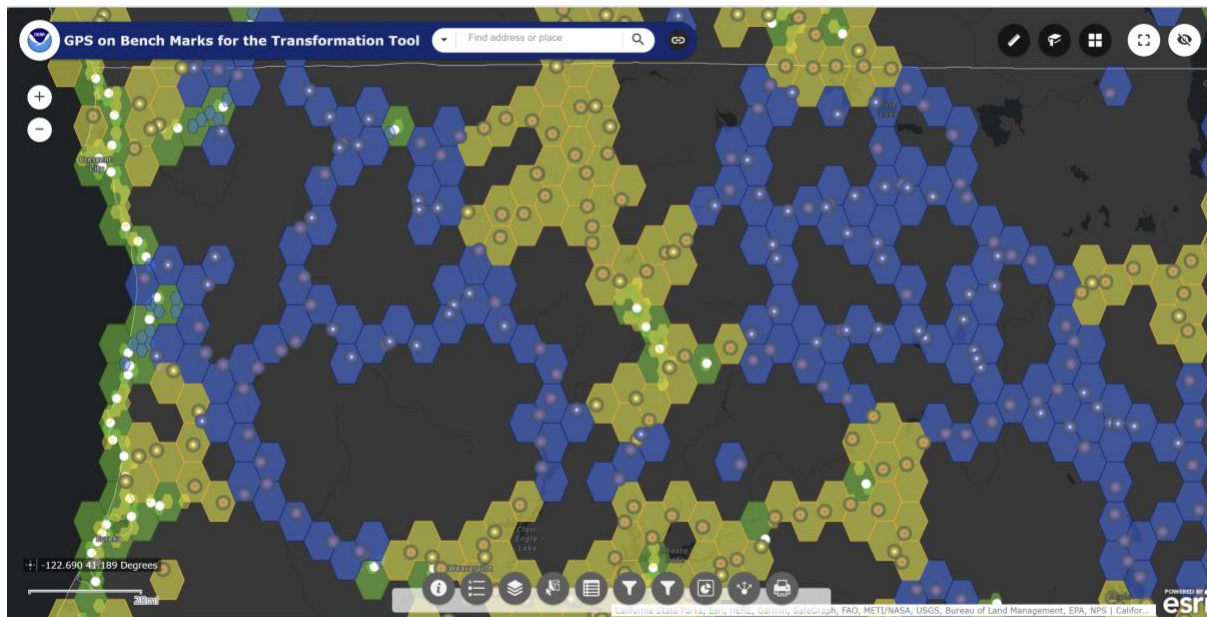 NOAA
GPS on Bench Marks for the Transformation Tool
Find address or place
Crescent
City
Eureka
-122.690 41.189 Degrees
20mi
Weaverville
Clair
Engle
Lake
California State Parks, Esri, HERE, Garmin, SafeGraph, FAO, METI/NASA, USGS, Bureau of Land Management, EPA, NPS | Califor...
POWERED BY
esri